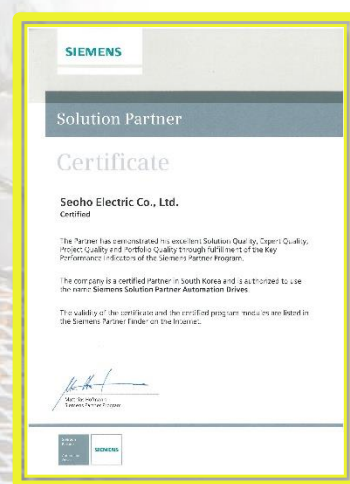 SIEMENS
Solution Partner
Certificate
Seoho Electric Co., Ltd.
Certified
The Partner has demonstrated his excellent Solution Quality, Expert Quality,
Project Quality and Portfolio Quality through fulfillment of the Key
Performance Indicators of the Siemens Partner Program.
The company is a certified Partner in South Korea and is authorized to use
the name Siemens Solution Partner Automation Drives.
The validity of the certificate and the certified program modules are listed in
the Siemens Partner Finder on the Internet.
Siemens Partner Program
SIEMENS